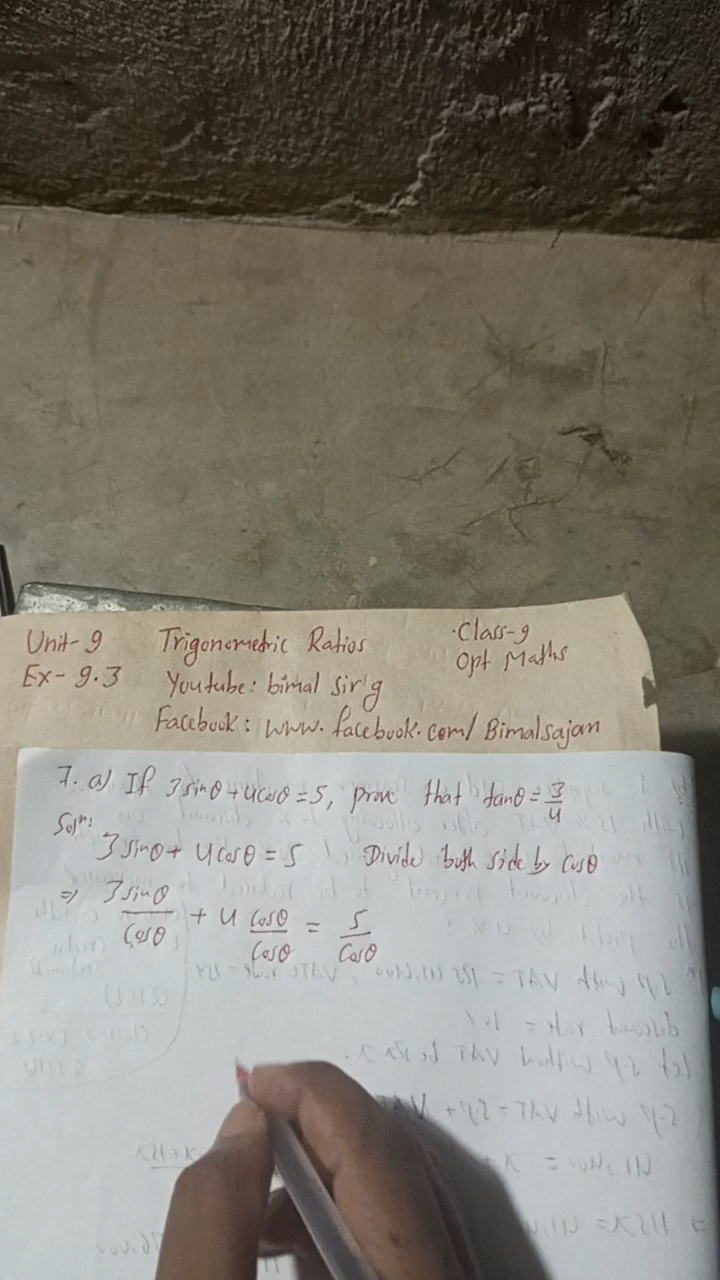 Unit-9 Trigonometric Ratios Class-9
Ex-9.3 Youtube: bimal sir'g Opt Maths
Facebook: www.facebook.com/Bimalsajan
7. a) If 3sinθ+4cosθ=5, prove that tanθ=3/4
Solⁿ:
3sinθ+4cosθ=5 Divide both side by cosθ
⇒ 3sinθ/cosθ + 4 cosθ/cosθ = 5/cosθ